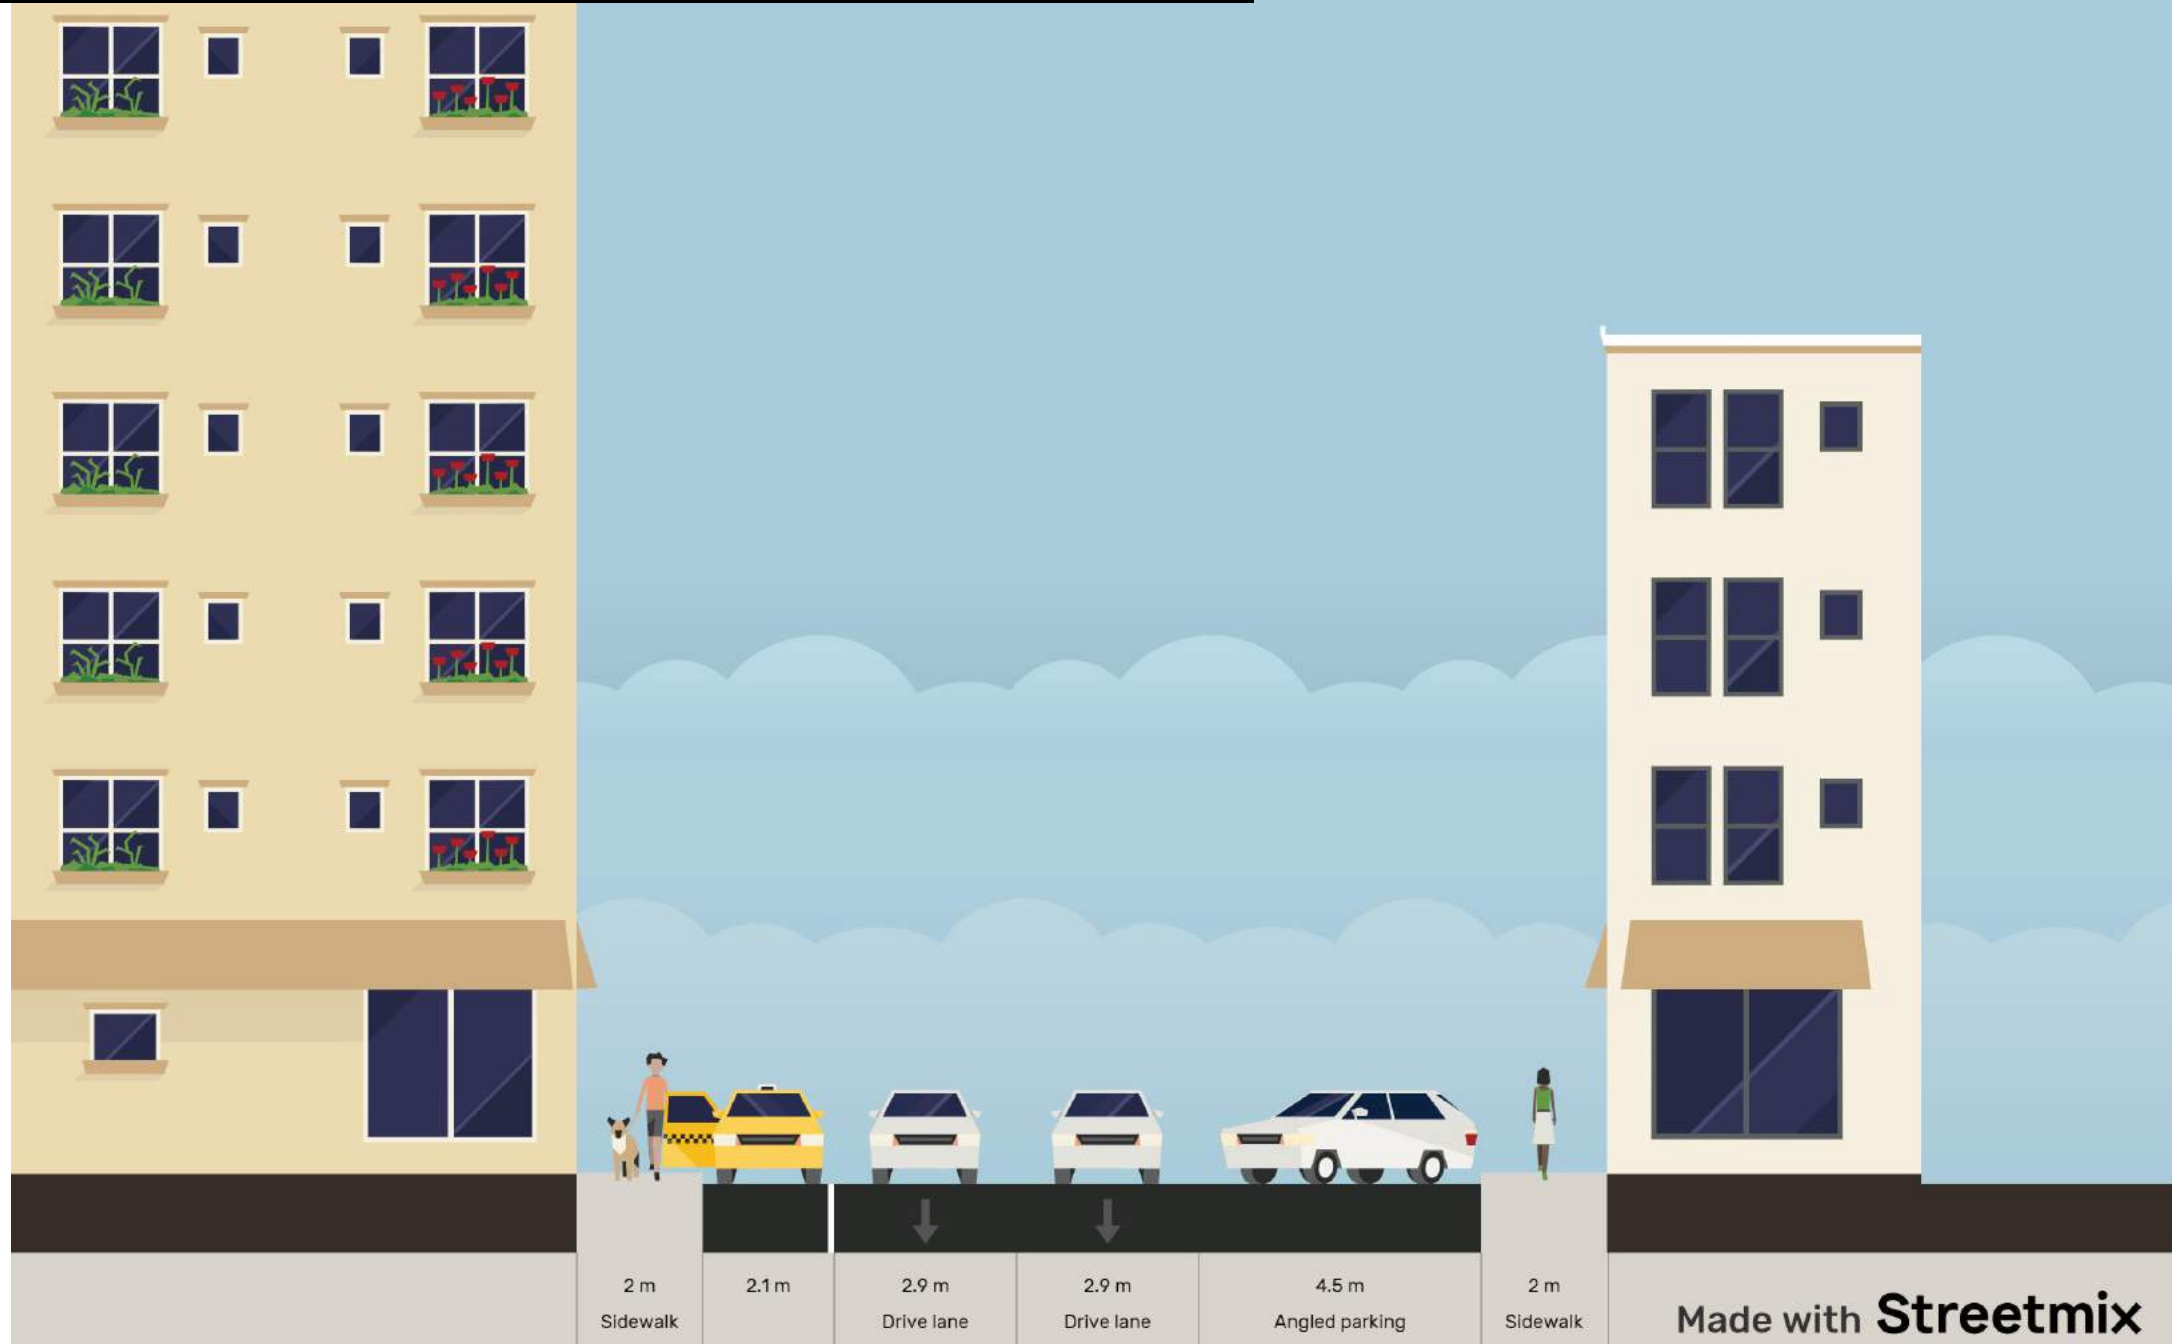 2 m
Sidewalk
2.1 m
2.9 m
Drive lane
2.9 m
Drive lane
4.5 m
Angled parking
2 m
Sidewalk
Made with Streetmix